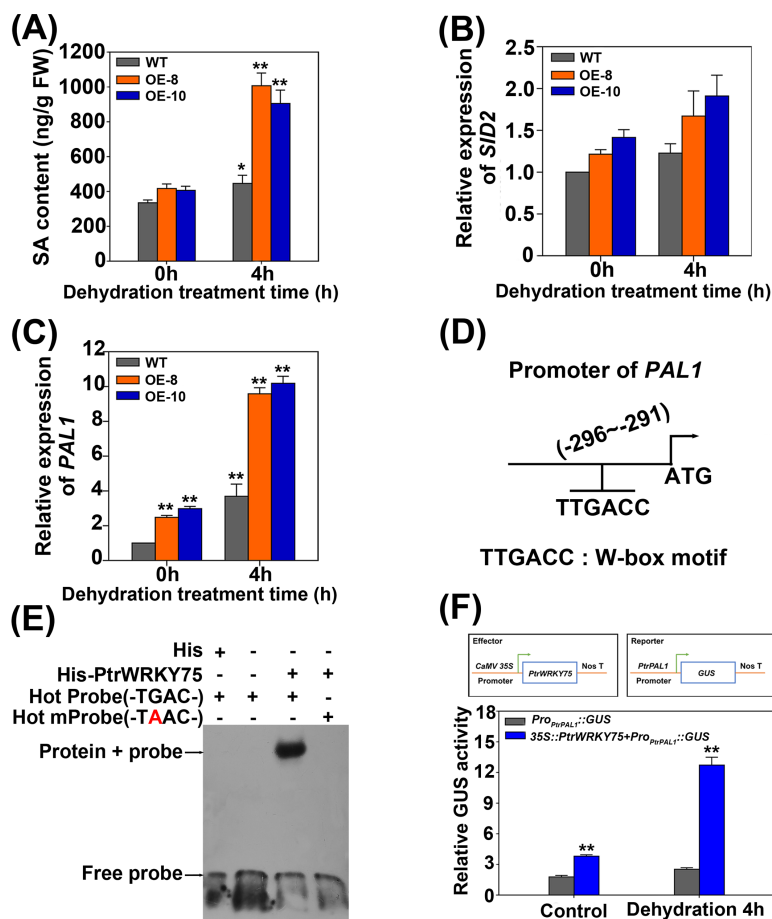 (A)
SA content (ng/g FW)
1200
1000
800
600
400
200
0
WT
OE-8
OE-10
**
**
*
0h
4h
Dehydration treatment time (h)
(B)
Relative expression
of SID2
2.5
2.0
1.5
1.0
0.5
0.0
WT
OE-8
OE-10
0h
4h
Dehydration treatment time (h)
(C)
Relative expression
of PAL1
12
10
8
6
4
2
0
WT
OE-8
OE-10
**
**
**
**
**
0h
4h
Dehydration treatment time (h)
(D)
Promoter of PAL1
(-296~-291)
ATG
TTGACC
TTGACC : W-box motif
(E)
His + - - -
His-PtrWRKY75 - - + +
Hot Probe(-TGAC-) + + + -
Hot mProbe(-TAAC-) - - - +
Protein + probe
Free probe
(F)
Effector
CaMV 35S
Promoter
PtrWRKY75
Nos T
Reporter
PtrPAL1
Promoter
GUS
Nos T
Relative GUS activity
18
15
12
9
6
3
0
ProPtrPAL1::GUS
35S::PtrWRKY75+ProPtrPAL1::GUS
**
**
Control
Dehydration 4h